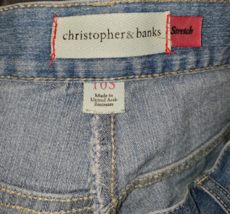 christopher & banks
Stretch
10S
Made in
United Arab
Emirates